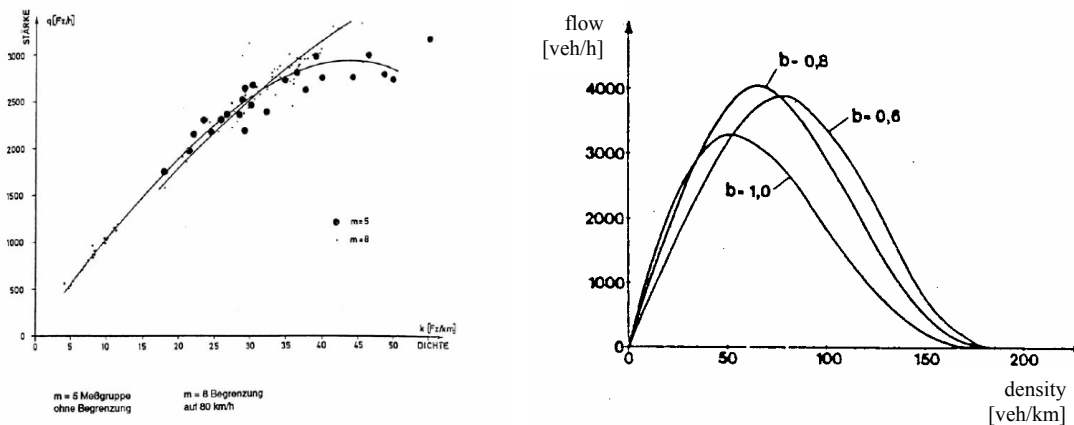 STÄRKE
q [Fz/h]
3000
2500
2000
1500
1000
500
0
m = 5
m = 8
k [Fz/km]
0 5 10 15 20 25 30 35 40 45 50 DICHTE
m = 5 Meßgruppe
ohne Begrenzung
m = 8 Begrenzung
auf 80 km/h
flow
[veh/h]
4000
3000
2000
1000
0
b = 0,8
b = 0,6
b = 1,0
0 50 100 150 200
density
[veh/km]